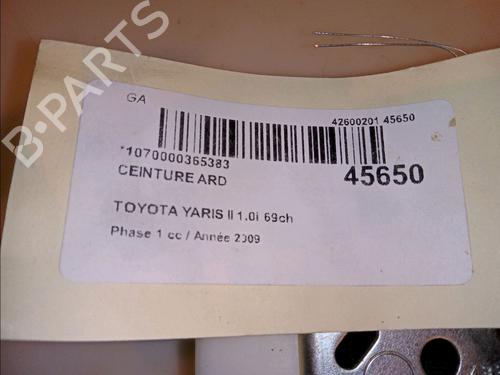 B-PARTS
GA
42600201 45650
*1070000365383
45650
CEINTURE ARD
TOYOTA YARIS II 1.0i 69ch
Phase 1 cc / Année 2009